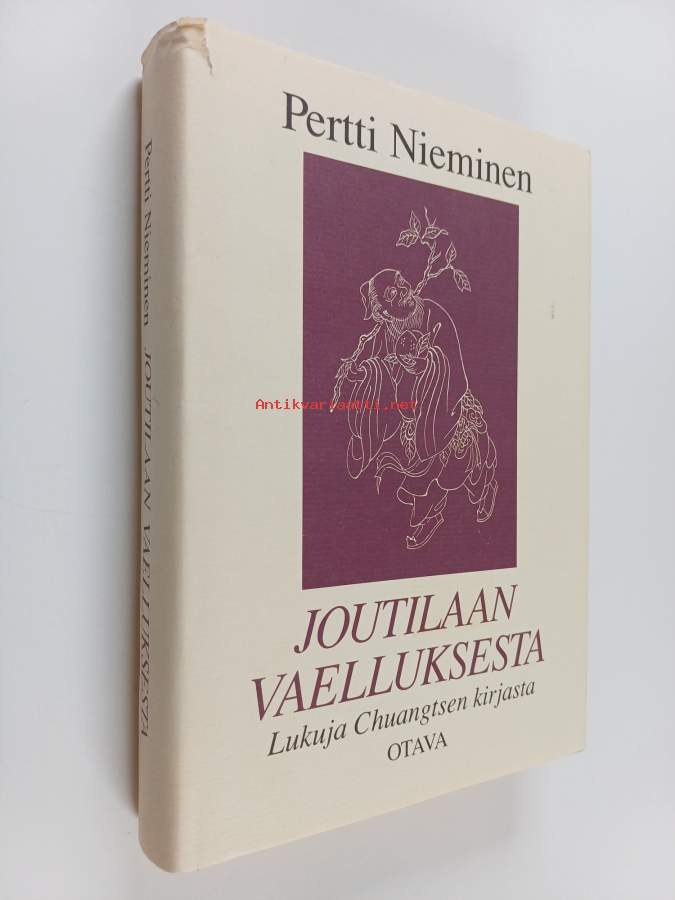 Pertti Nieminen
Antikvariaatti.net
JOUTILAAN
VAELLUKSESTA
Lukuja Chuangtsen kirjasta
OTAVA
Pertti Nieminen JOUTILAAN VAELLUKSESTA